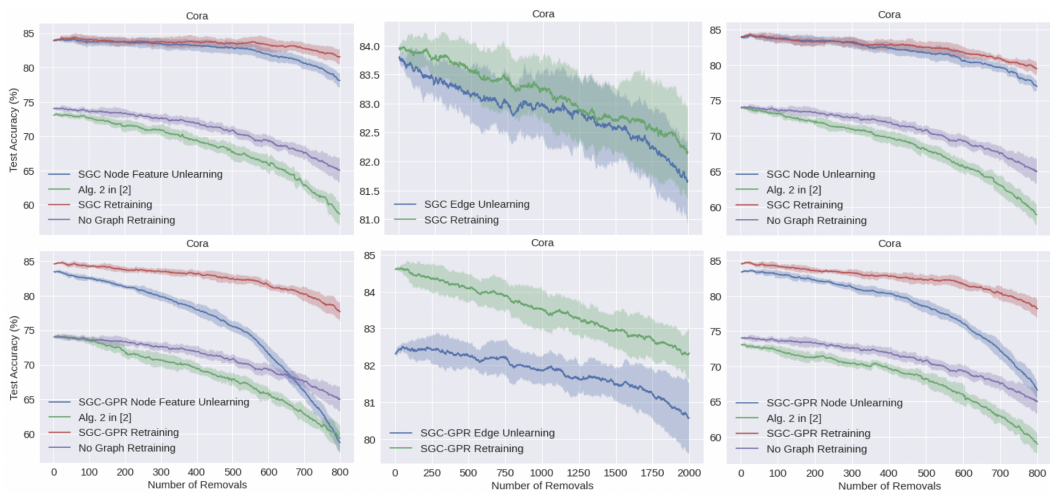 Cora
85
80
75
70
65
60
Test Accuracy (%)
SGC Node Feature Unlearning
Alg. 2 in [2]
SGC Retraining
No Graph Retraining
Cora
84.0
83.5
83.0
82.5
82.0
81.5
81.0
SGC Edge Unlearning
SGC Retraining
Cora
85
80
75
70
65
60
SGC Node Unlearning
Alg. 2 in [2]
SGC Retraining
No Graph Retraining
Cora
85
80
75
70
65
60
Test Accuracy (%)
SGC-GPR Node Feature Unlearning
Alg. 2 in [2]
SGC-GPR Retraining
No Graph Retraining
0 100 200 300 400 500 600 700 800
Number of Removals
Cora
85
84
83
82
81
80
SGC-GPR Edge Unlearning
SGC-GPR Retraining
0 250 500 750 1000 1250 1500 1750 2000
Number of Removals
Cora
85
80
75
70
65
60
SGC-GPR Node Unlearning
Alg. 2 in [2]
SGC-GPR Retraining
No Graph Retraining
0 100 200 300 400 500 600 700 800
Number of Removals